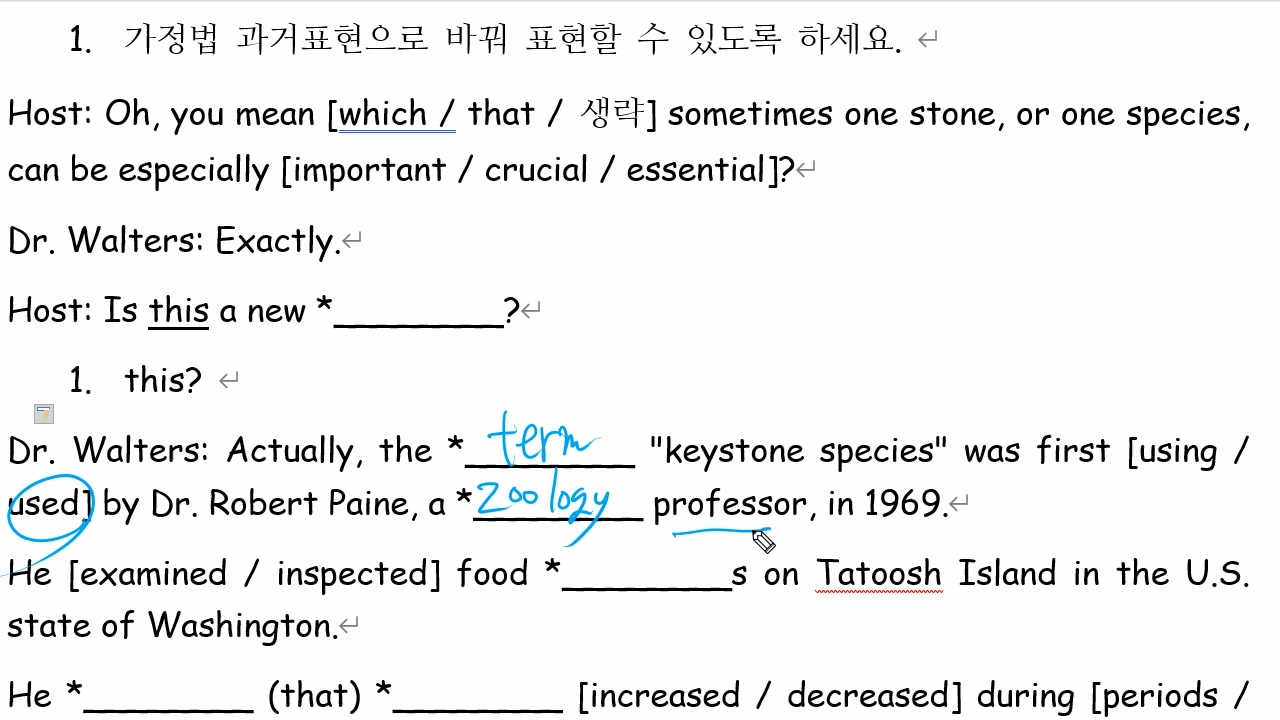 1. 가정법 과거표현으로 바꿔 표현할 수 있도록 하세요.
Host: Oh, you mean [which / that / 생략] sometimes one stone, or one species,
can be especially [important / crucial / essential]?
Dr. Walters: Exactly.
Host: Is this a new *_________?
1. this?
Dr. Walters: Actually, the *term "keystone species" was first [using /
used] by Dr. Robert Paine, a *zoology professor, in 1969.
He [examined / inspected] food *_________s on Tatoosh Island in the U.S.
state of Washington.
He *_________ (that) *_________ [increased / decreased] during [periods /